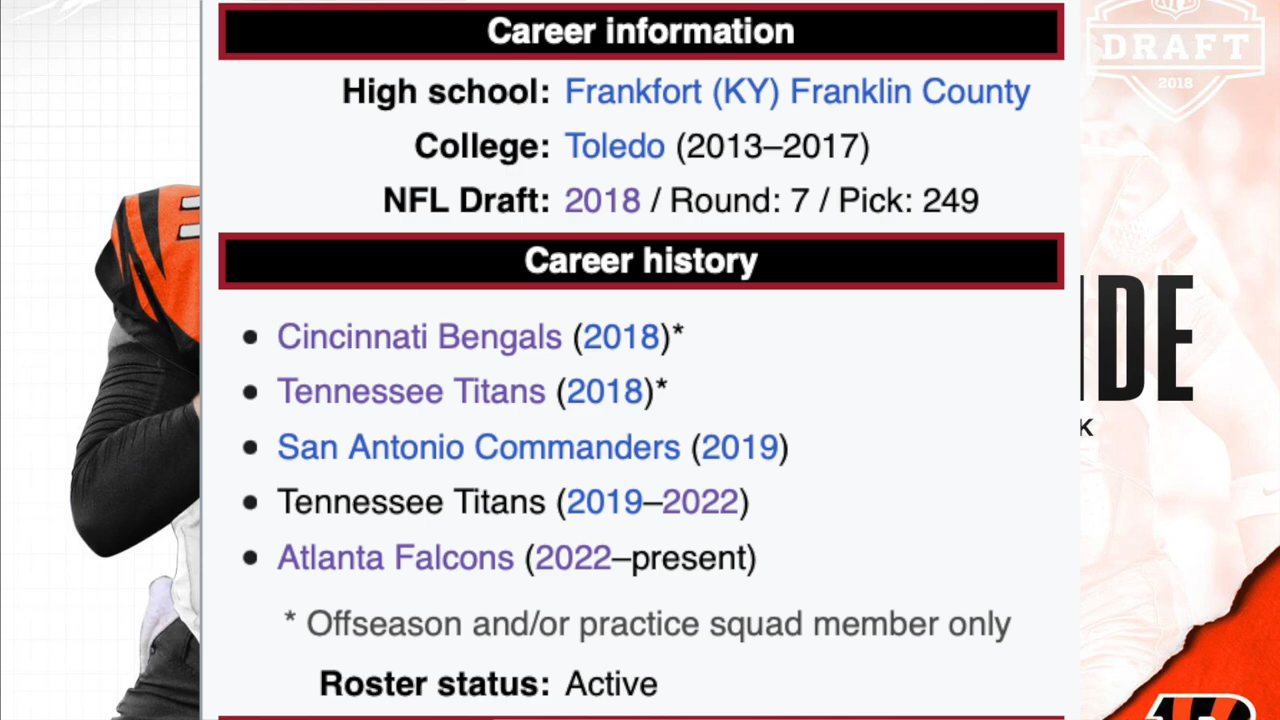 Career information
DRAFT
High school: Frankfort (KY) Franklin County
2018
College: Toledo (2013–2017)
NFL Draft: 2018 / Round: 7 / Pick: 249
Career history
Cincinnati Bengals (2018)*
DE
Tennessee Titans (2018)*
K
San Antonio Commanders (2019)
Tennessee Titans (2019–2022)
Atlanta Falcons (2022–present)
* Offseason and/or practice squad member only
Roster status: Active